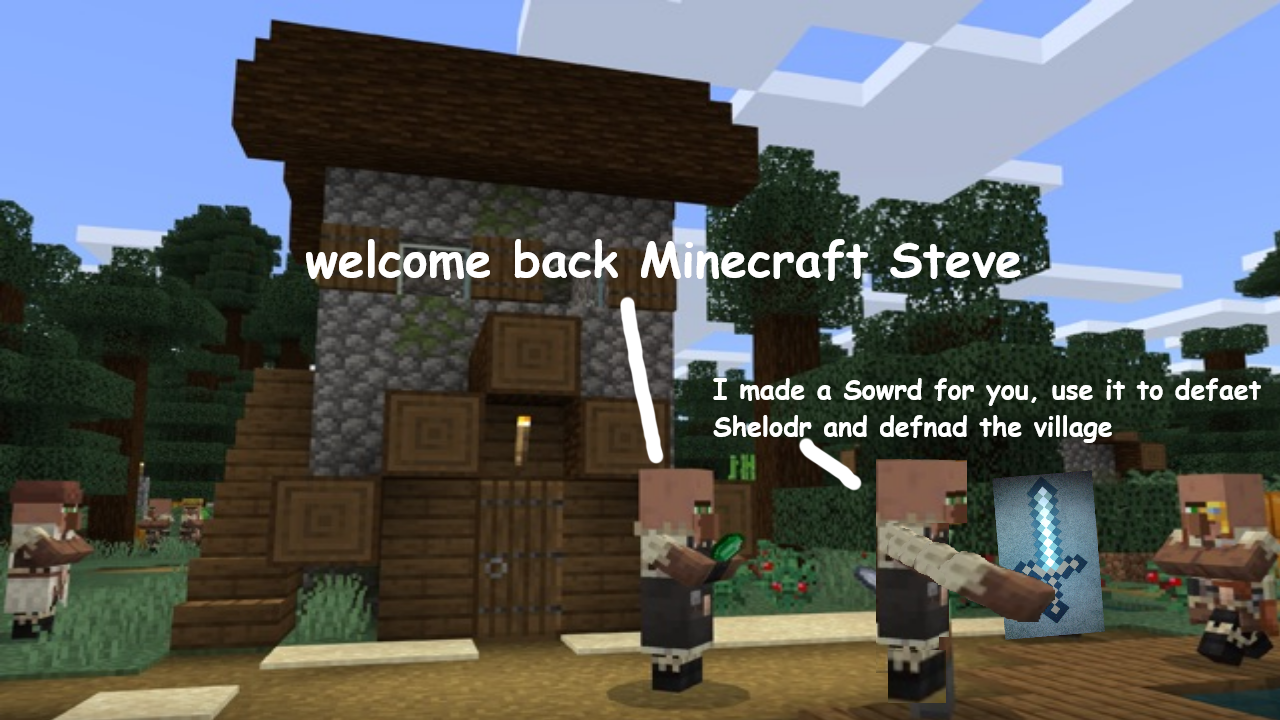 welcome back Minecraft Steve
I made a Sowrd for you, use it to defaet
Shelodr and defnad the village